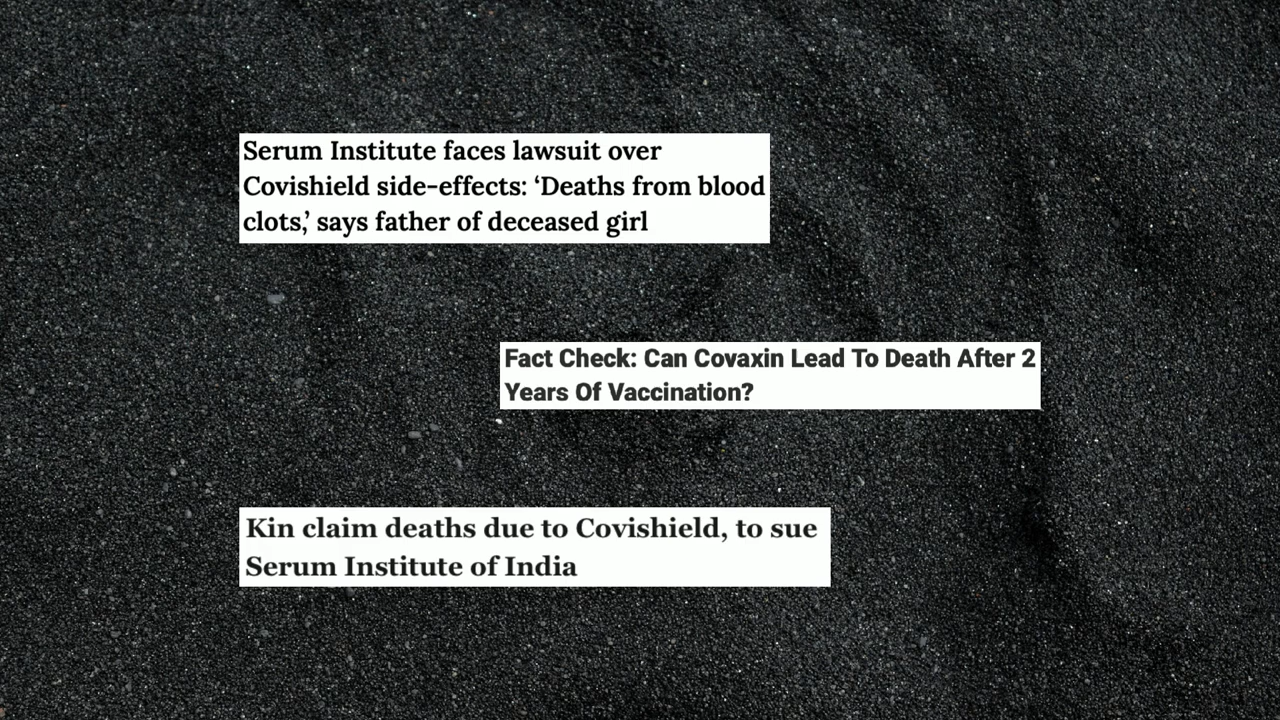 Serum Institute faces lawsuit over
Covishield side-effects: ‘Deaths from blood
clots,’ says father of deceased girl
Fact Check: Can Covaxin Lead To Death After 2
Years Of Vaccination?
Kin claim deaths due to Covishield, to sue
Serum Institute of India